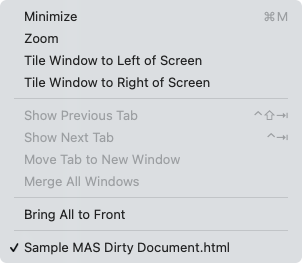 Minimize ⌘M
Zoom
Tile Window to Left of Screen
Tile Window to Right of Screen
Show Previous Tab ^⇧⇥
Show Next Tab ^⇥
Move Tab to New Window
Merge All Windows
Bring All to Front
✓ Sample MAS Dirty Document.html